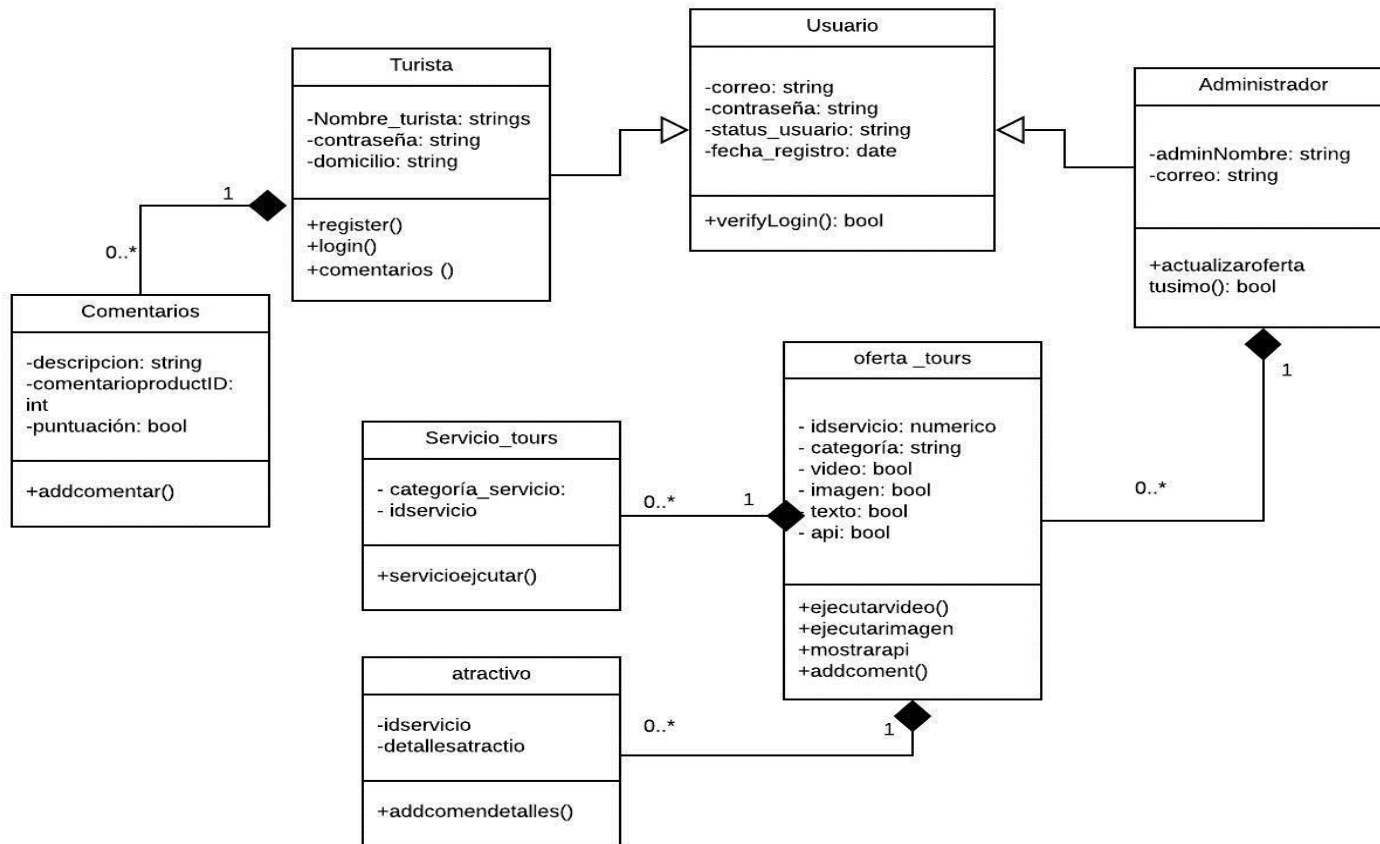 Usuario
-correo: string
-contraseña: string
-status_usuario: string
-fecha_registro: date
+verifyLogin(): bool
Turista
-Nombre_turista: strings
-contraseña: string
-domicilio: string
+register()
+login()
+comentarios ()
Administrador
-adminNombre: string
-correo: string
+actualizaroferta
tusimo(): bool
1
0..*
Comentarios
-descripcion: string
-comentarioproductID:
int
-puntuación: bool
+addcomentar()
oferta _tours
- idservicio: numerico
- categoría: string
- video: bool
- imagen: bool
- texto: bool
- api: bool
+ejecutarvideo()
+ejecutarimagen
+mostrarapi
+addcoment()
1
0..*
Servicio_tours
- categoría_servicio:
- idservicio
+servicioejcutar()
0..*
1
atractivo
-idservicio
-detallesatractio
+addcomendetalles()
0..*
1